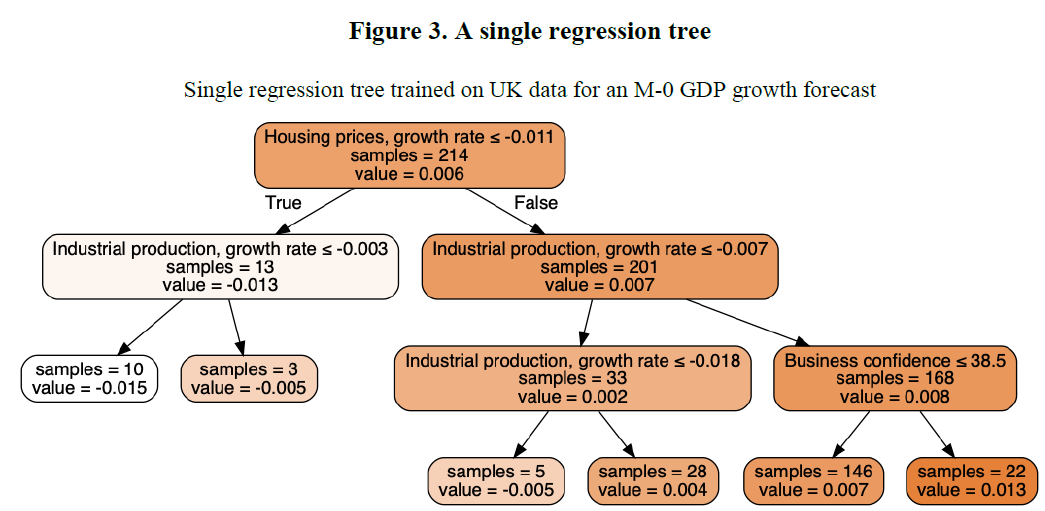 Figure 3. A single regression tree
Single regression tree trained on UK data for an M-0 GDP growth forecast
Housing prices, growth rate ≤ -0.011
samples = 214
value = 0.006
True
False
Industrial production, growth rate ≤ -0.003
samples = 13
value = -0.013
Industrial production, growth rate ≤ -0.007
samples = 201
value = 0.007
samples = 10
value = -0.015
samples = 3
value = -0.005
Industrial production, growth rate ≤ -0.018
samples = 33
value = 0.002
Business confidence ≤ 38.5
samples = 168
value = 0.008
samples = 5
value = -0.005
samples = 28
value = 0.004
samples = 146
value = 0.007
samples = 22
value = 0.013